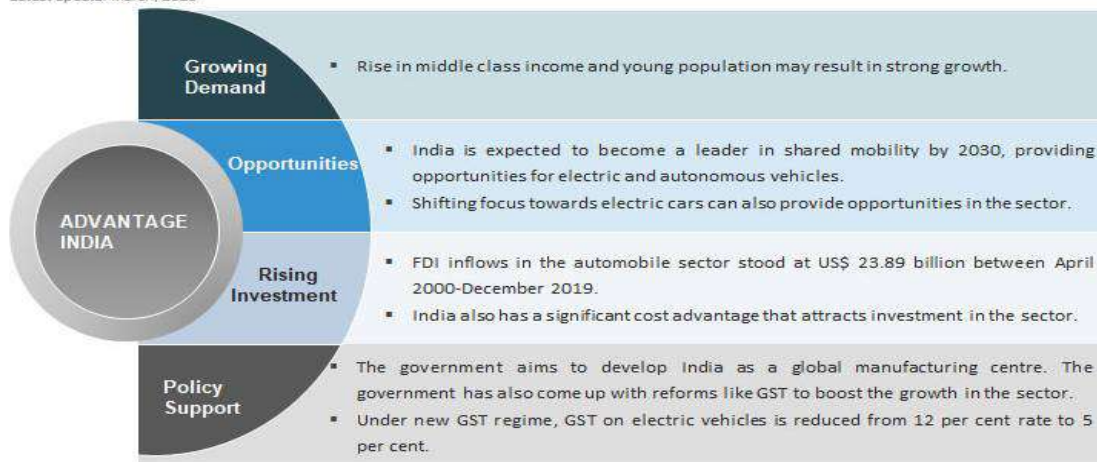 Growing
Demand
▪ Rise in middle class income and young population may result in strong growth.
ADVANTAGE
INDIA
Opportunities
▪ India is expected to become a leader in shared mobility by 2030, providing
opportunities for electric and autonomous vehicles.
▪ Shifting focus towards electric cars can also provide opportunities in the sector.
Rising
Investment
▪ FDI inflows in the automobile sector stood at US$ 23.89 billion between April
2000-December 2019.
▪ India also has a significant cost advantage that attracts investment in the sector.
Policy
Support
▪ The government aims to develop India as a global manufacturing centre. The
government has also come up with reforms like GST to boost the growth in the sector.
▪ Under new GST regime, GST on electric vehicles is reduced from 12 per cent rate to 5
per cent.